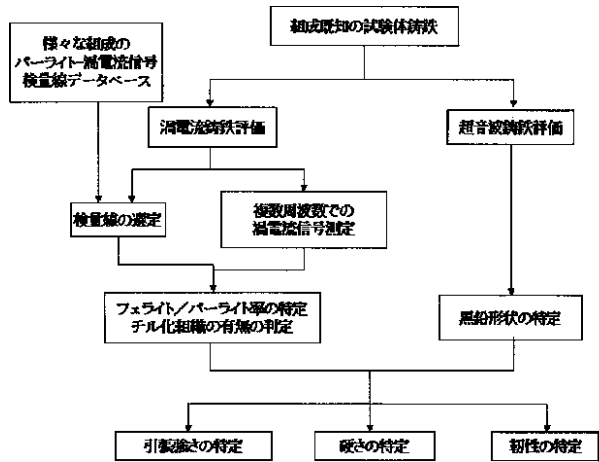 組成既知の試験体鋳鉄
様々な組成の
パーライト－渦電流信号
検量線データベース
渦電流鋳鉄評価
超音波鋳鉄評価
検量線の選定
複数周波数での
渦電流信号測定
フェライト／パーライト率の特定
チル化組織の有無の判定
黒鉛形状の特定
引張強さの特定
硬さの特定
靭性の特定